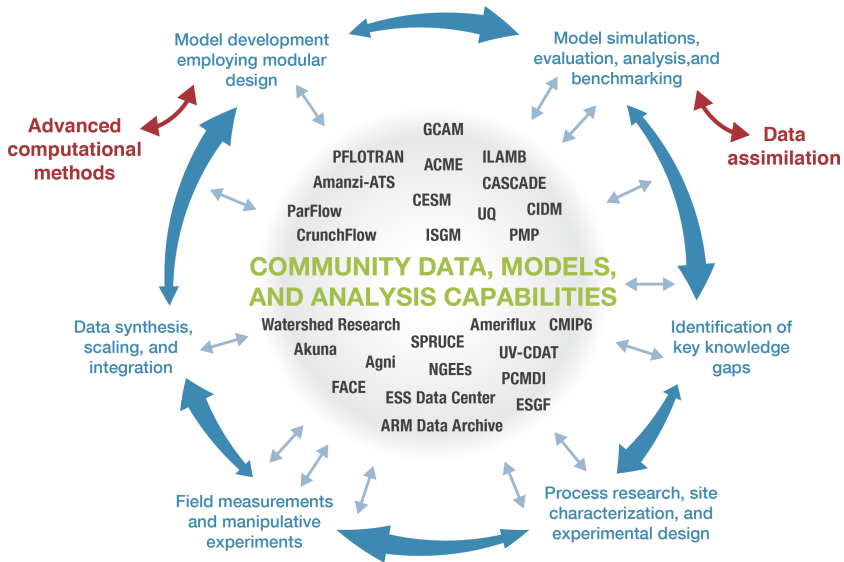 Model development
employing modular
design
Model simulations,
evaluation, analysis,and
benchmarking
Advanced
computational
methods
Data
assimilation
GCAM
PFLOTRAN
ACME
ILAMB
Amanzi-ATS
CASCADE
CESM
ParFlow
UQ
CIDM
CrunchFlow
ISGM
PMP
COMMUNITY DATA, MODELS,
AND ANALYSIS CAPABILITIES
Watershed Research
Ameriflux
CMIP6
SPRUCE
Akuna
UV-CDAT
Agni
NGEEs
PCMDI
FACE
ESS Data Center
ESGF
ARM Data Archive
Data synthesis,
scaling, and
integration
Identification of
key knowledge
gaps
Field measurements
and manipulative
experiments
Process research, site
characterization, and
experimental design